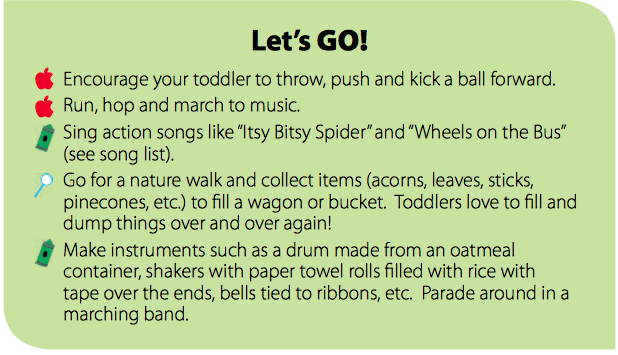 Let's GO!
Encourage your toddler to throw, push and kick a ball forward.
Run, hop and march to music.
Sing action songs like “Itsy Bitsy Spider” and “Wheels on the Bus”
(see song list).
Go for a nature walk and collect items (acorns, leaves, sticks,
pinecones, etc.) to fill a wagon or bucket.  Toddlers love to fill and
dump things over and over again!
Make instruments such as a drum made from an oatmeal
container, shakers with paper towel rolls filled with rice with
tape over the ends, bells tied to ribbons, etc.  Parade around in a
marching band.